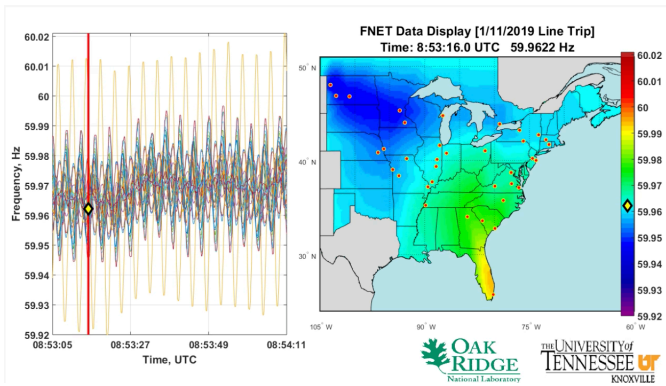 FNET Data Display [1/11/2019 Line Trip]
Time: 8:53:16.0 UTC 59.9622 Hz
60.02
60.01
60
59.99
59.98
59.97
59.96
59.95
59.94
59.93
59.92
Frequency, Hz
08:53:05
08:53:27
08:53:49
08:54:11
Time, UTC
50° N
40° N
30° N
105° W
90° W
75° W
60° W
60.02
60.01
60
59.99
59.98
59.97
59.96
59.95
59.94
59.93
59.92
OAK
RIDGE
National Laboratory
THE UNIVERSITY of
TENNESSEE UT
KNOXVILLE